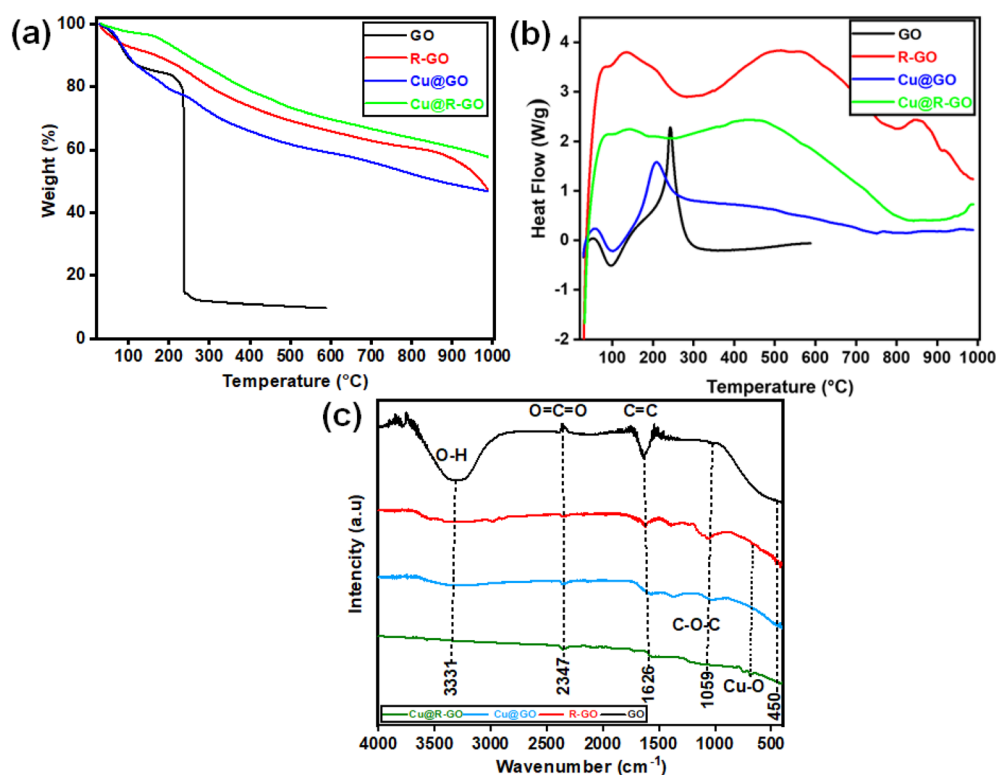 (a)
GO
R-GO
Cu@GO
Cu@R-GO
100
80
60
40
20
0
Weight (%)
100 200 300 400 500 600 700 800 900 1000
Temperature (°C)
(b)
GO
R-GO
Cu@GO
Cu@R-GO
4
3
2
1
0
-1
-2
Heat Flow (W/g)
100 200 300 400 500 600 700 800 900 1000
Temperature (°C)
(c)
O=C=O C=C
O-H
C-O-C
Cu-O
3331
2347
1626
1059
450
Intencity (a.u)
Cu@R-GO Cu@GO R-GO GO
4000 3500 3000 2500 2000 1500 1000 500
Wavenumber (cm⁻¹)